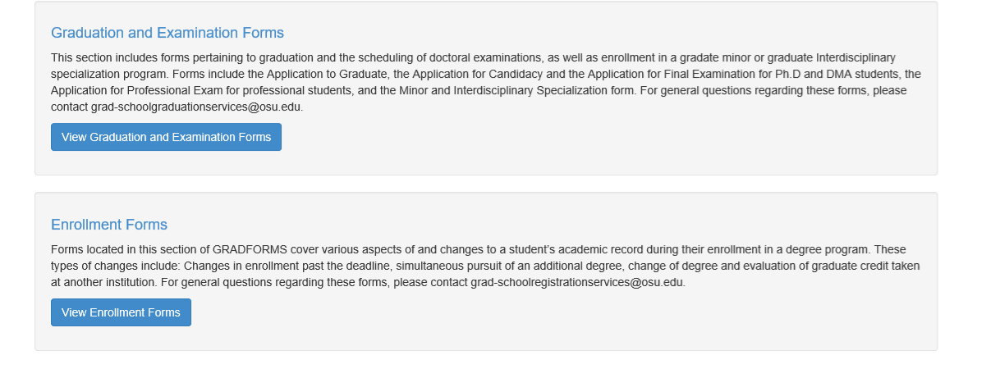 Graduation and Examination Forms
This section includes forms pertaining to graduation and the scheduling of doctoral examinations, as well as enrollment in a gradate minor or graduate Interdisciplinary
specialization program. Forms include the Application to Graduate, the Application for Candidacy and the Application for Final Examination for Ph.D and DMA students, the
Application for Professional Exam for professional students, and the Minor and Interdisciplinary Specialization form. For general questions regarding these forms, please
contact grad-schoolgraduationservices@osu.edu.
View Graduation and Examination Forms
Enrollment Forms
Forms located in this section of GRADFORMS cover various aspects of and changes to a student’s academic record during their enrollment in a degree program. These
types of changes include: Changes in enrollment past the deadline, simultaneous pursuit of an additional degree, change of degree and evaluation of graduate credit taken
at another institution. For general questions regarding these forms, please contact grad-schoolregistrationservices@osu.edu.
View Enrollment Forms